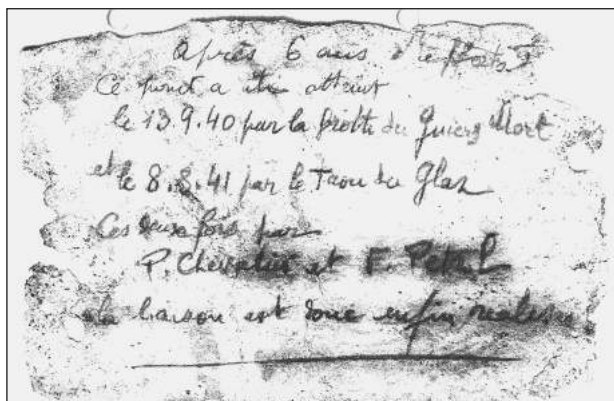 Après 6 ans d'efforts
Ce point a été atteint
le 13.9.40 par la grotte du Guiers Mort
et le 8.8.41 par le Trou du Glaz
Ces deux fois par
P. Chevalier et F. Petzl
la liaison est donc enfin realisée